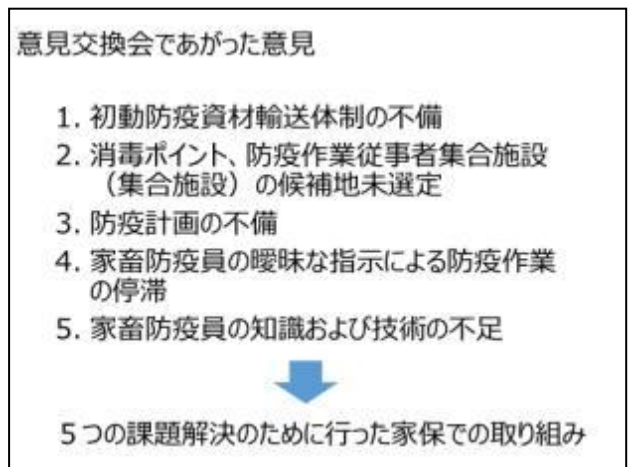 意見交換会であがった意見
1. 初動防疫資材輸送体制の不備
2. 消毒ポイント、防疫作業従事者集合施設
（集合施設）の候補地未選定
3. 防疫計画の不備
4. 家畜防疫員の曖昧な指示による防疫作業
の停滞
5. 家畜防疫員の知識および技術の不足
５つの課題解決のために行った家保での取り組み